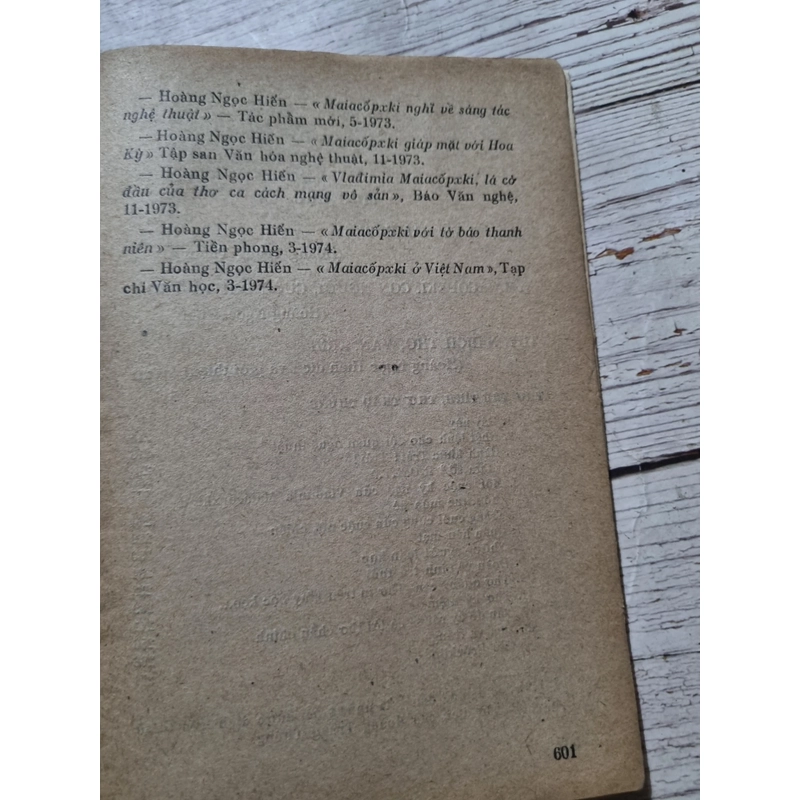 — Hoàng Ngọc Hiến — « Maiacốpxki nghĩ về sáng tác
nghệ thuật » — Tác phẩm mới, 5-1973.
— Hoàng Ngọc Hiến — « Maiacốpxki giáp mặt với Hoa
Kỳ » Tập san Văn hóa nghệ thuật, 11-1973.
— Hoàng Ngọc Hiến — « Vladimia Maiacốpxki, lá cờ
đầu của thơ ca cách mạng vô sản », Báo Văn nghệ,
11-1973.
— Hoàng Ngọc Hiến — « Maiacốpxki với tờ báo thanh
niên » — Tiền phong, 3-1974.
— Hoàng Ngọc Hiến — « Maiacốpxki ở Việt Nam », Tạp
chí Văn học, 3-1974.
601